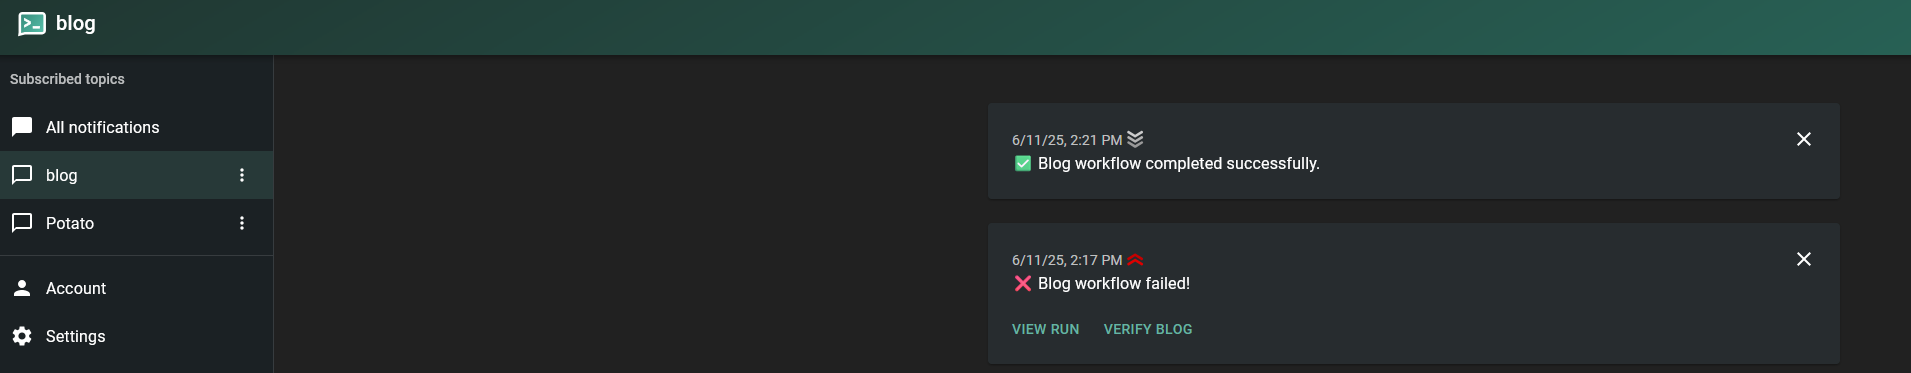 blog
Subscribed topics
All notifications
blog
Potato
Account
Settings
6/11/25, 2:21 PM
✅ Blog workflow completed successfully.
6/11/25, 2:17 PM
❌ Blog workflow failed!
VIEW RUN VERIFY BLOG